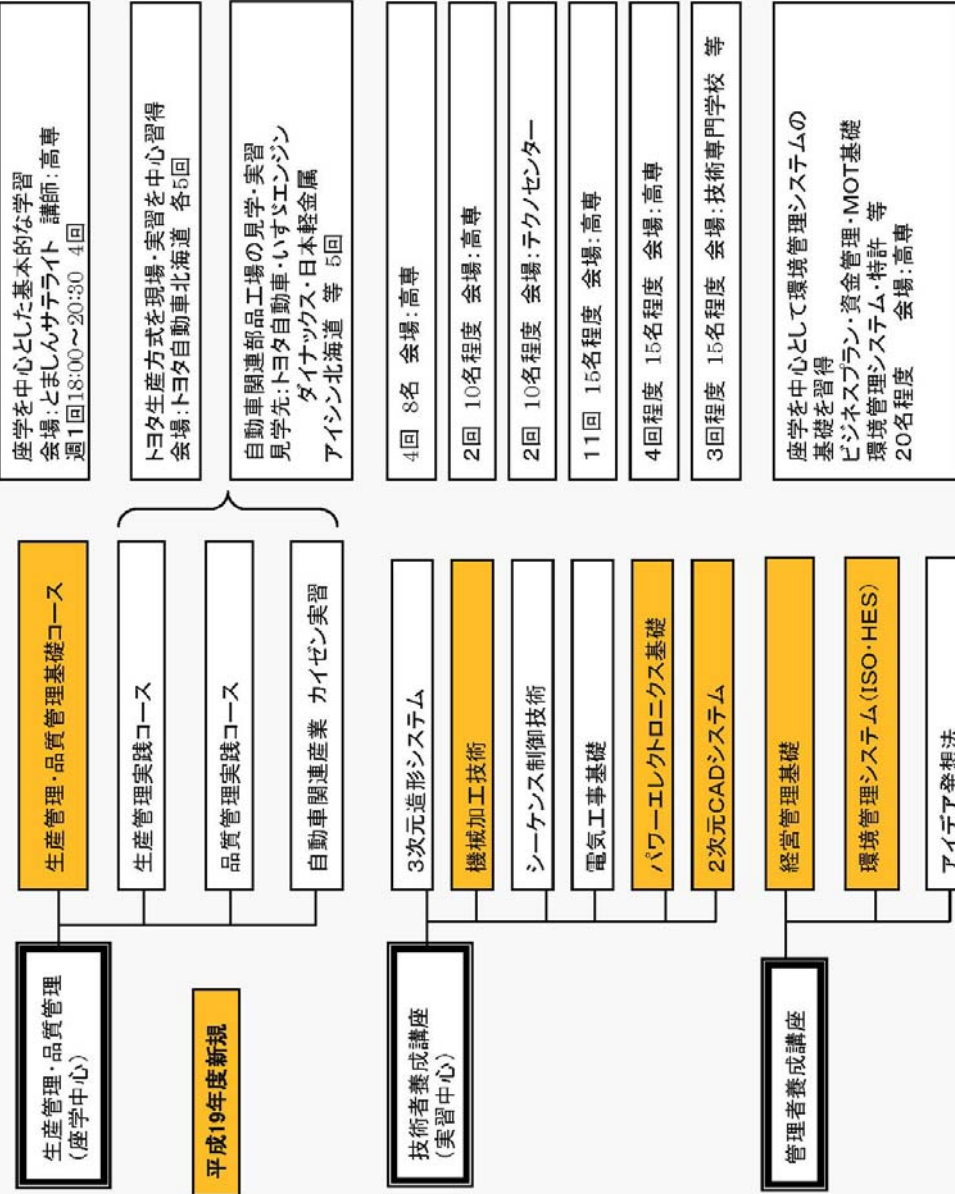 生産管理・品質管理
(座学中心)
生産管理・品質管理基礎コース
座学を中心とした基本的な学習
会場:とましんサテライト 講師:高専
週1回18:00~20:30 4回
生産管理実践コース
品質管理実践コース
自動車関連産業 カイゼン実習
トヨタ生産方式を現場・実習を中心習得
会場:トヨタ自動車北海道 各5回
自動車関連部品工場の見学・実習
見学先:トヨタ自動車・いすゞエンジン
ダイナックス・日本軽金属
アイシン北海道 等 5回
平成19年度新規
技術者養成講座
(実習中心)
3次元造形システム
4回 8名 会場:高専
機械加工技術
2回 10名程度 会場:高専
シーケンス制御技術
2回 10名程度 会場:テクノセンター
電気工事基礎
11回 15名程度 会場:高専
パワーエレクトロニクス基礎
4回程度 15名程度 会場:高専
2次元CADシステム
3回程度 15名程度 会場:技術専門学校 等
管理者養成講座
経営管理基礎
環境管理システム(ISO・HES)
アイデア発想法
座学を中心として環境管理システムの
基礎を習得
ビジネスプラン・資金管理・MOT基礎
環境管理システム・特許 等
20名程度 会場:高専